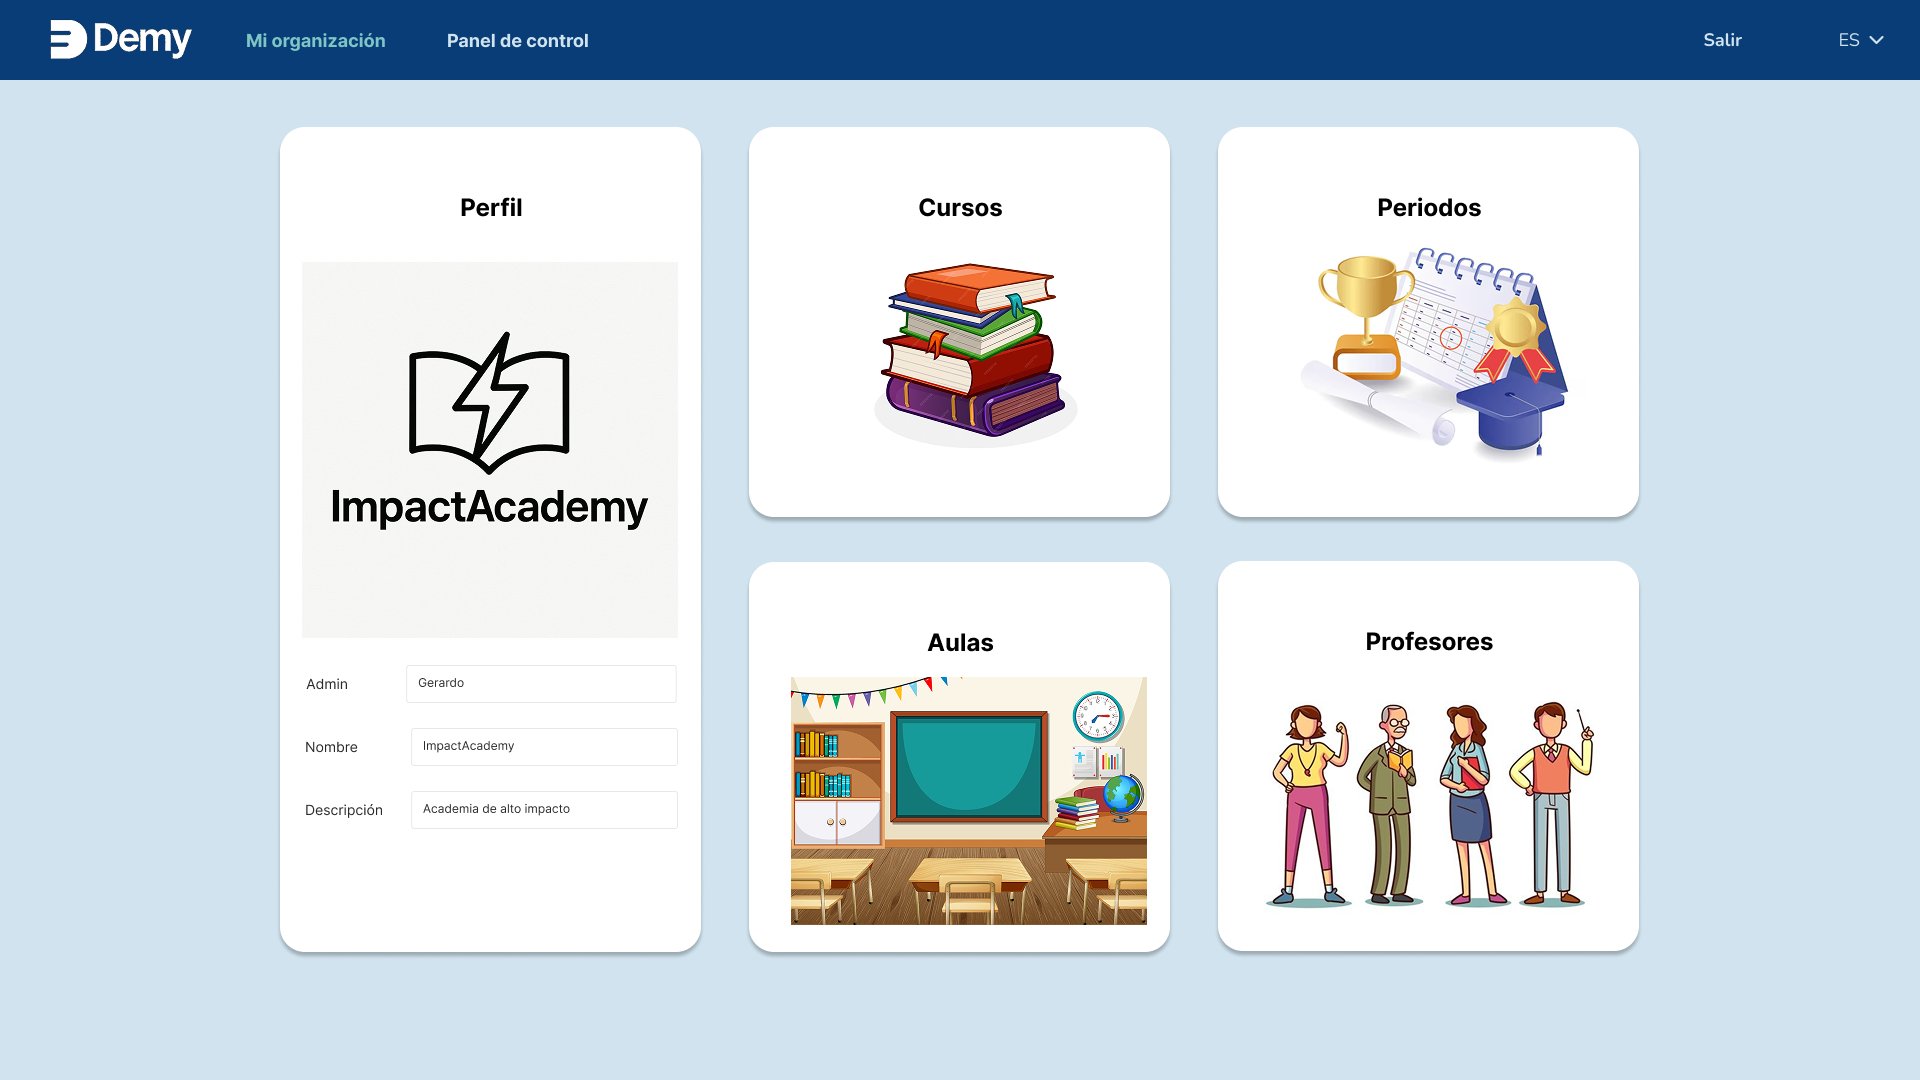 Demy
Mi organización
Panel de control
Salir
ES
Perfil
ImpactAcademy
Admin
Gerardo
Nombre
ImpactAcademy
Descripción
Academia de alto impacto
Cursos
Periodos
Aulas
Profesores